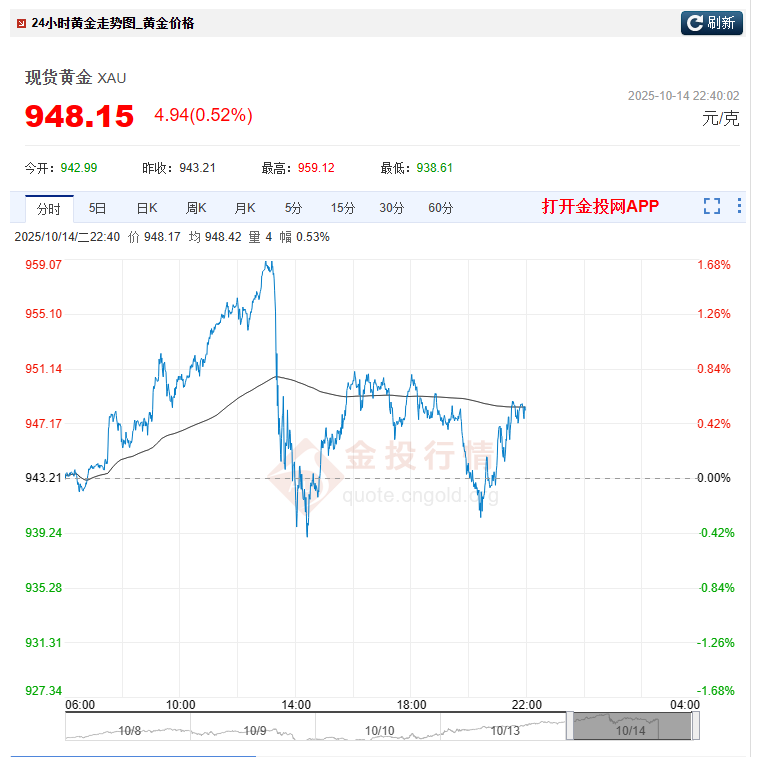 24小时黄金走势图_黄金价格
刷新
现货黄金 XAU
2025-10-14 22:40:02
948.15 4.94(0.52%)
元/克
今开：942.99 昨收：943.21 最高：959.12 最低：938.61
分时 5日 日K 周K 月K 5分 15分 30分 60分 打开金投网APP
2025/10/14/二22:40 价 948.17 均 948.42 量 4 幅 0.53%
959.07 1.68%
955.10 1.26%
951.14 0.84%
947.17 0.42%
金投行情
943.21 0.00%
quote.cngold.org
939.24 -0.42%
935.28 -0.84%
931.31 -1.26%
927.34 -1.68%
06:00 10:00 14:00 18:00 22:00 04:00
10/8 10/9 10/10 10/13 10/14